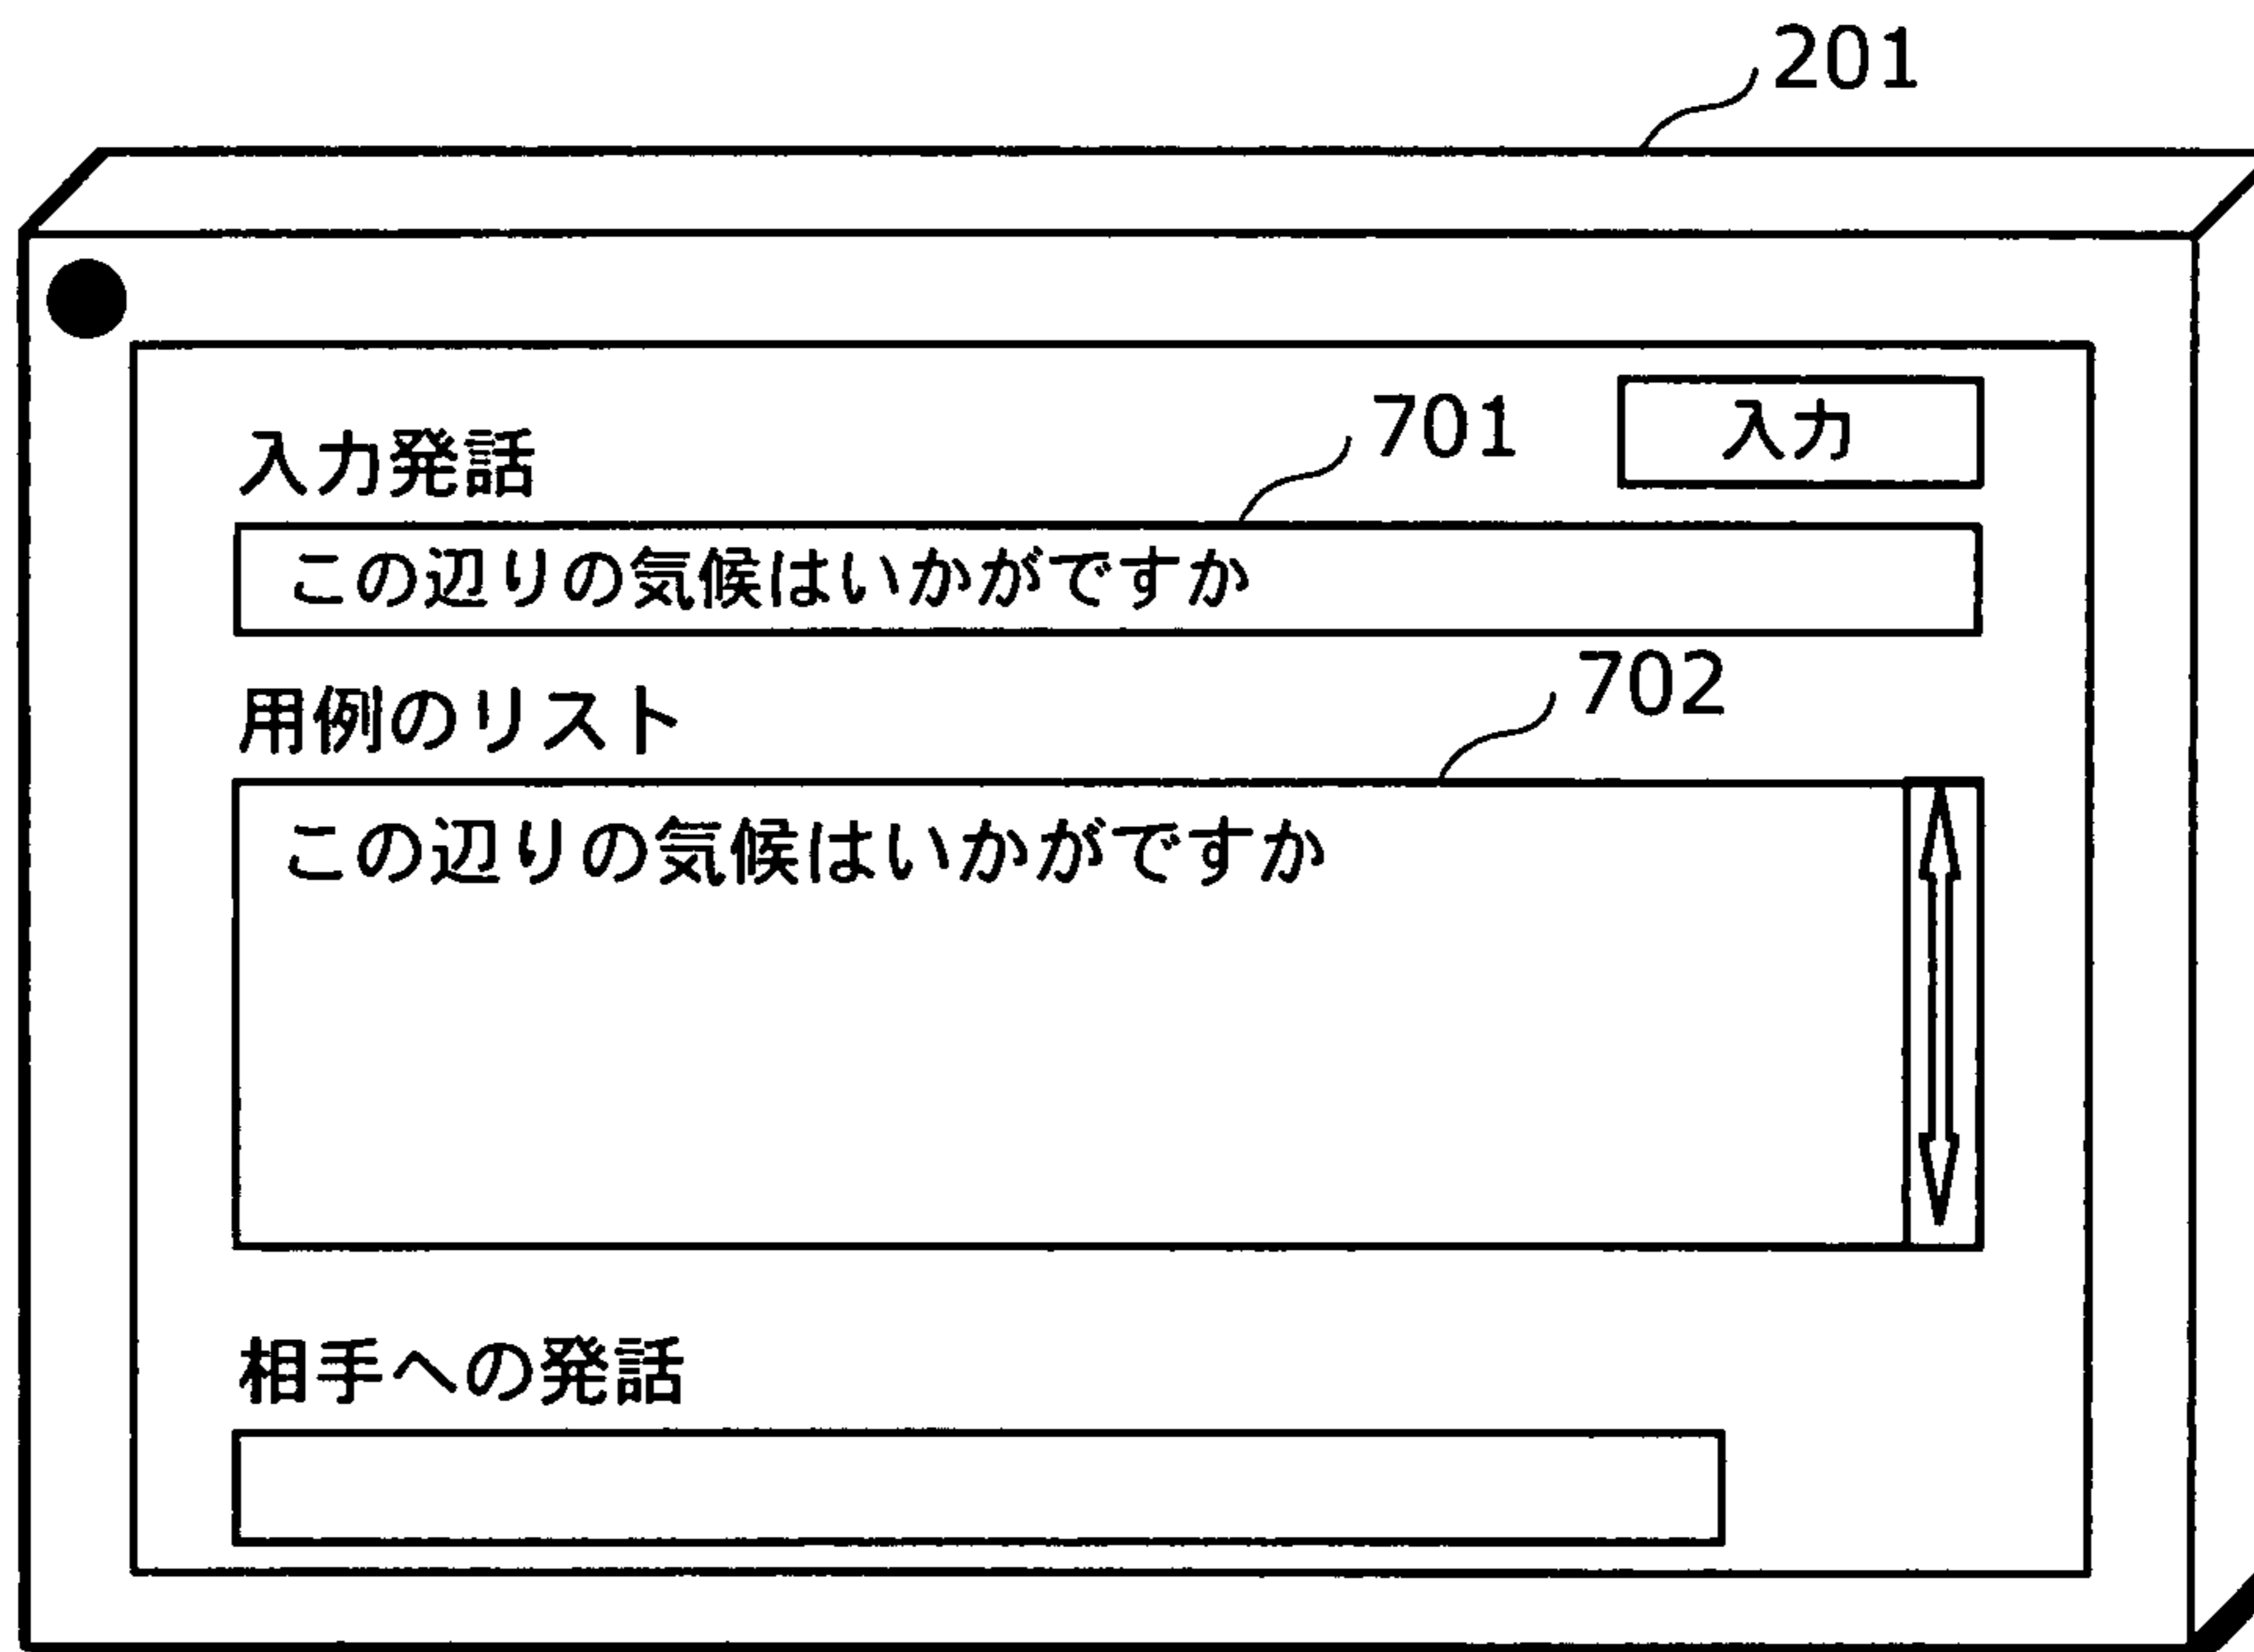 201
入力発話
701
入力
この辺りの気候はいかがですか
用例のリスト
702
この辺りの気候はいかがですか
相手への発話